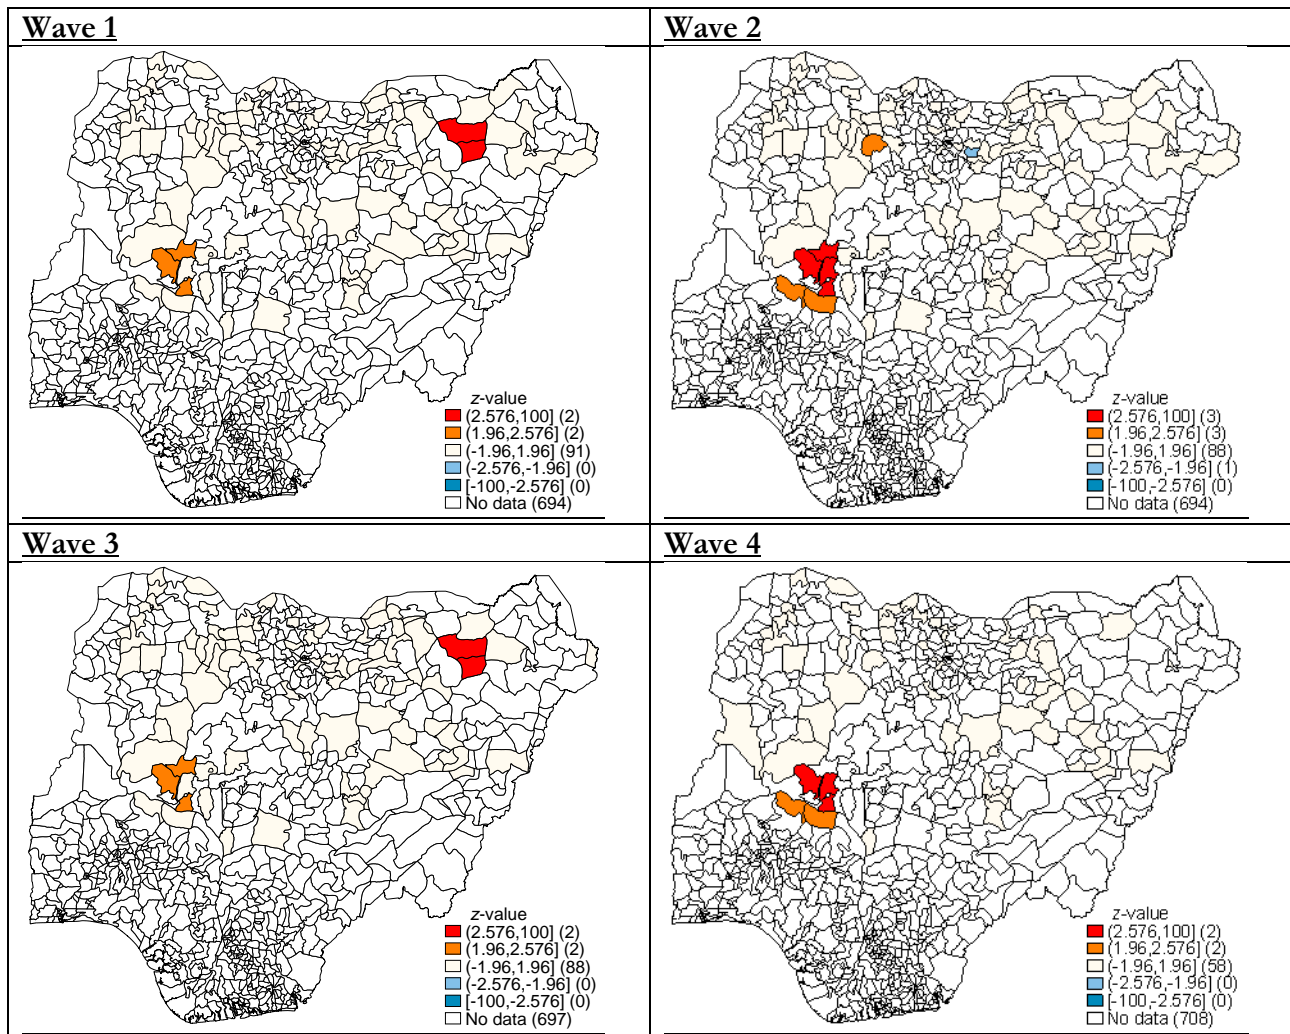 Wave 1
Wave 2
z-value
(2.576,100] (2)
(1.96,2.576] (2)
(-1.96,1.96] (91)
(-2.576,-1.96] (0)
[-100,-2.576] (0)
No data (694)
z-value
(2.576,100] (3)
(1.96,2.576] (3)
(-1.96,1.96] (88)
(-2.576,-1.96] (1)
[-100,-2.576] (0)
No data (694)
Wave 3
Wave 4
z-value
(2.576,100] (2)
(1.96,2.576] (2)
(-1.96,1.96] (88)
(-2.576,-1.96] (0)
[-100,-2.576] (0)
No data (697)
z-value
(2.576,100] (2)
(1.96,2.576] (2)
(-1.96,1.96] (58)
(-2.576,-1.96] (0)
[-100,-2.576] (0)
No data (708)